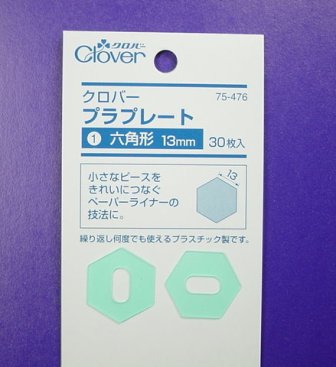 クロバー
Clover
クロバー 75-476
プラプレート
1 六角形 13mm 30枚入
小さなピースを
きれいにつなぐ
ペーパーライナーの
技法に。
13
繰り返し何度でも使えるプラスチック製です。